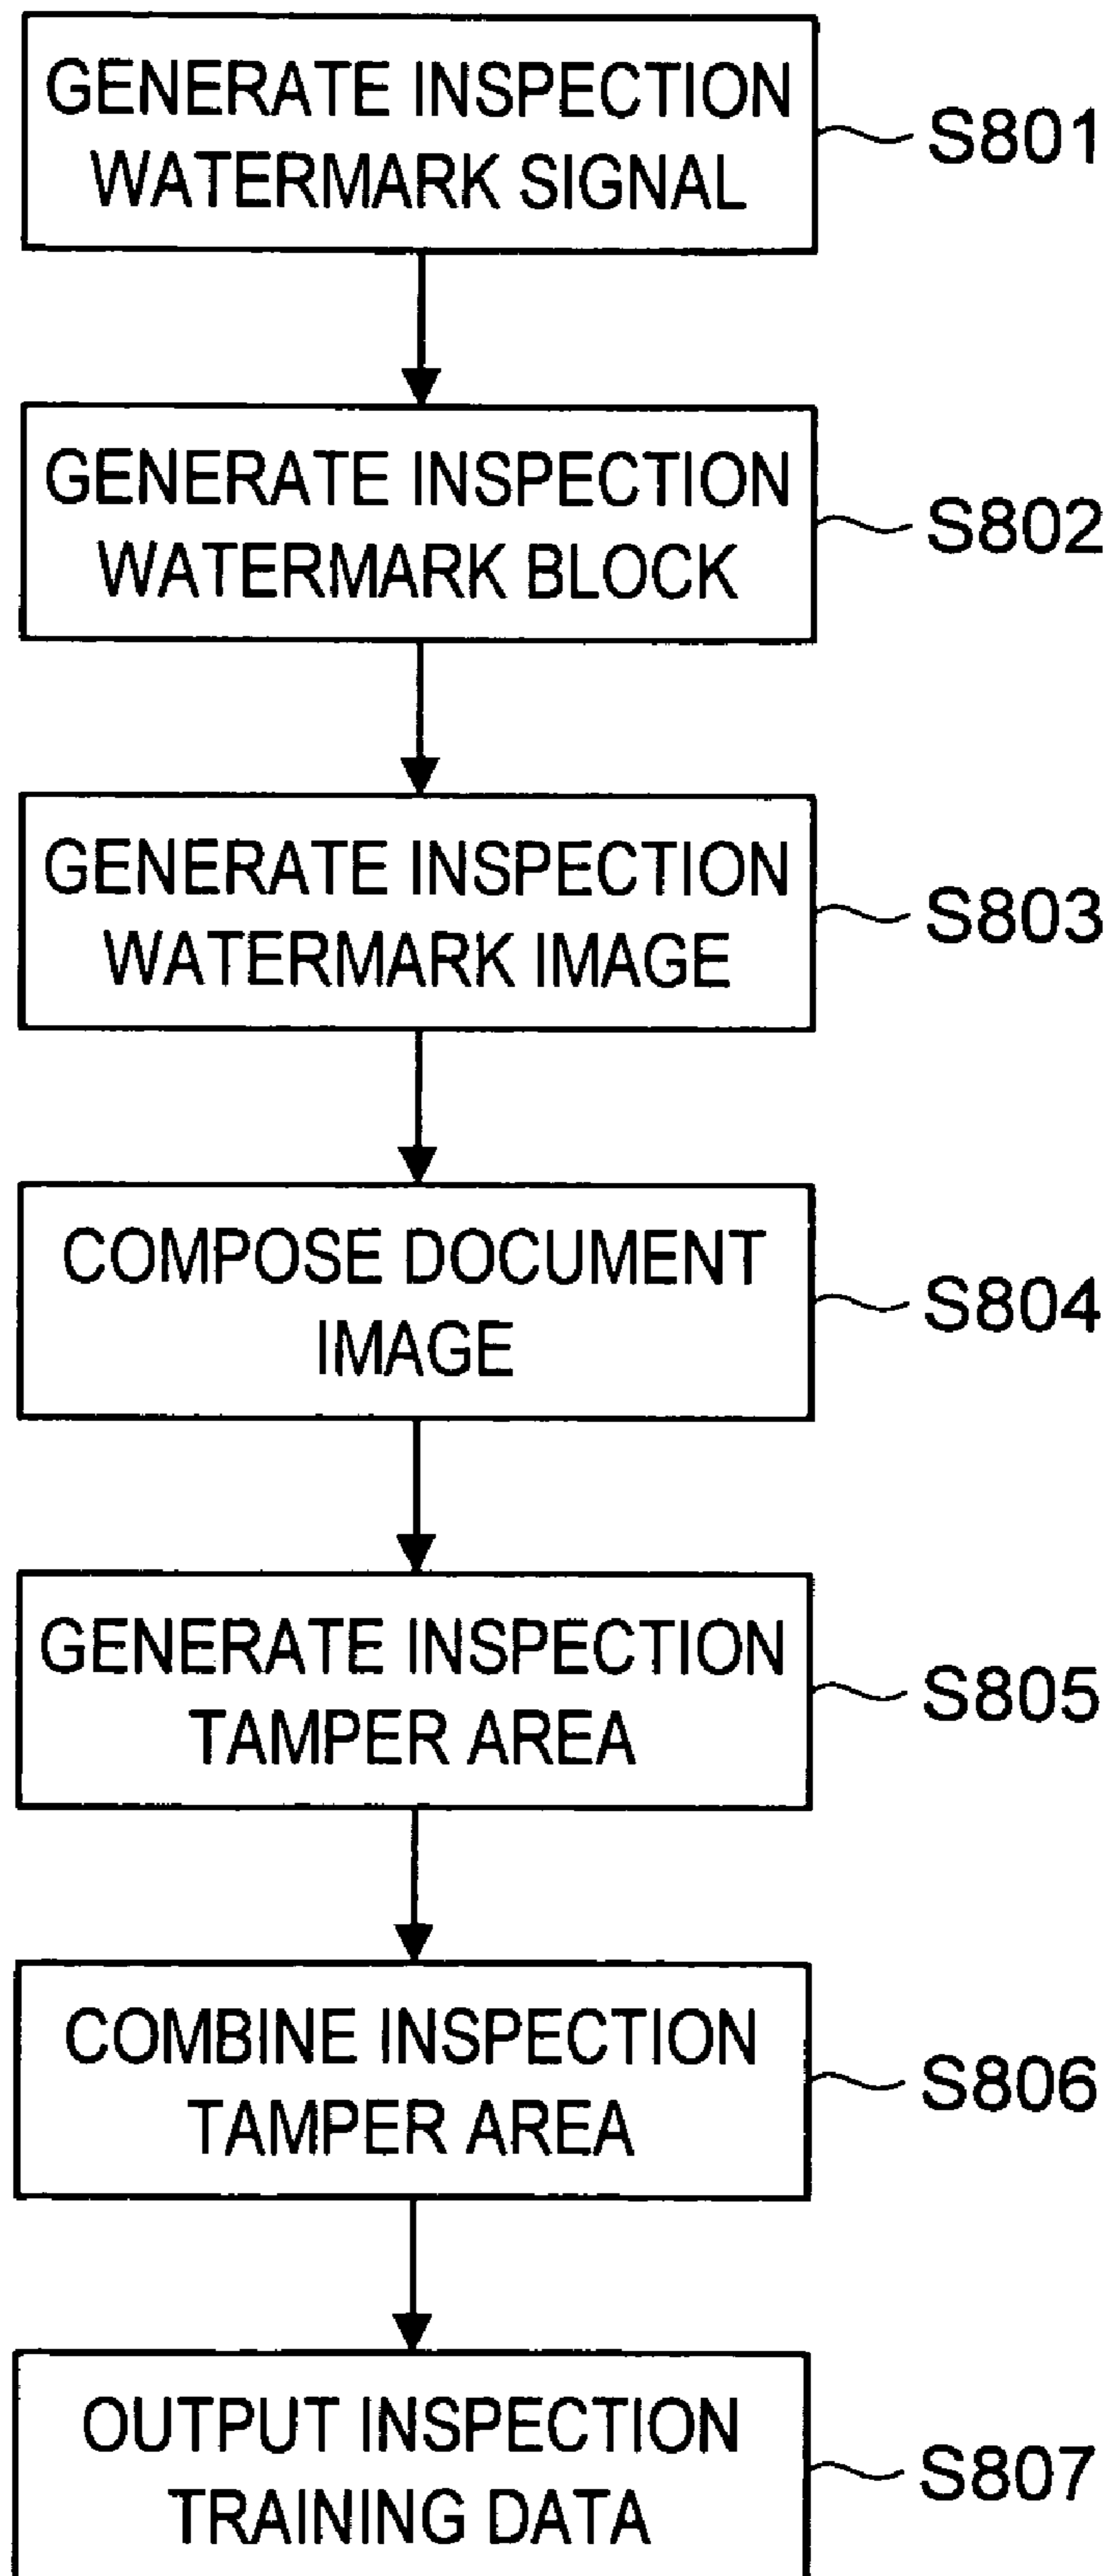 GENERATE INSPECTION
WATERMARK SIGNAL
S801
GENERATE INSPECTION
WATERMARK BLOCK
S802
GENERATE INSPECTION
WATERMARK IMAGE
S803
COMPOSE DOCUMENT
IMAGE
S804
GENERATE INSPECTION
TAMPER AREA
S805
COMBINE INSPECTION
TAMPER AREA
S806
OUTPUT INSPECTION
TRAINING DATA
S807